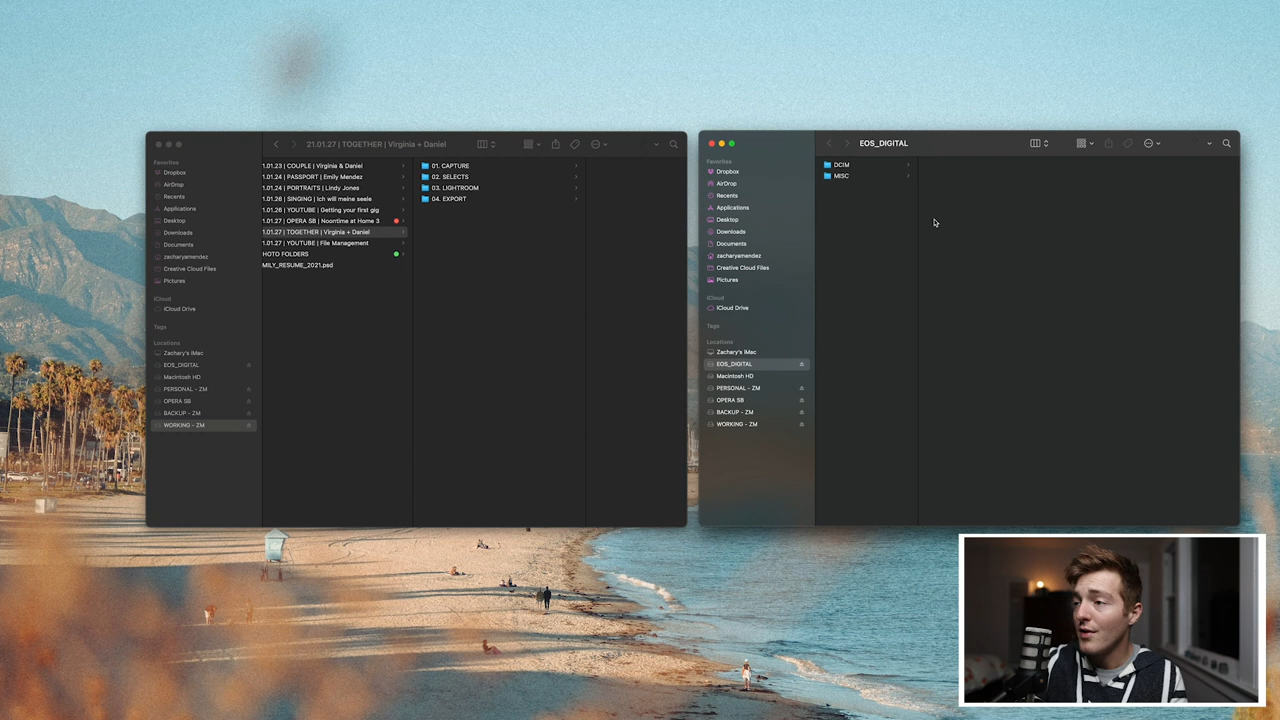 21.01.27 | TOGETHER | Virginia + Daniel
Favorites
Dropbox
AirDrop
Recents
Applications
Desktop
Downloads
Documents
zacharyamendez
Creative Cloud Files
Pictures
iCloud
iCloud Drive
Tags
Locations
Zachary's iMac
EOS_DIGITAL
Macintosh HD
PERSONAL - ZM
OPERA SB
BACKUP - ZM
WORKING - ZM
1.01.23 | COUPLE | Virginia & Daniel
1.01.24 | PASSPORT | Emily Mendez
1.01.24 | PORTRAITS | Lindy Jones
1.01.26 | SINGING | Ich will meine seele
1.01.26 | YOUTUBE | Getting your first gig
1.01.27 | OPERA SB | Noontime at Home 3
1.01.27 | TOGETHER | Virginia + Daniel
1.01.27 | YOUTUBE | File Management
HOTO FOLDERS
MILY_RESUME_2021.psd
01. CAPTURE
02. SELECTS
03. LIGHTROOM
04. EXPORT
EOS_DIGITAL
Favorites
Dropbox
AirDrop
Recents
Applications
Desktop
Downloads
Documents
zacharyamendez
Creative Cloud Files
Pictures
iCloud
iCloud Drive
Tags
Locations
Zachary's iMac
EOS_DIGITAL
Macintosh HD
PERSONAL - ZM
OPERA SB
BACKUP - ZM
WORKING - ZM
DCIM
MISC